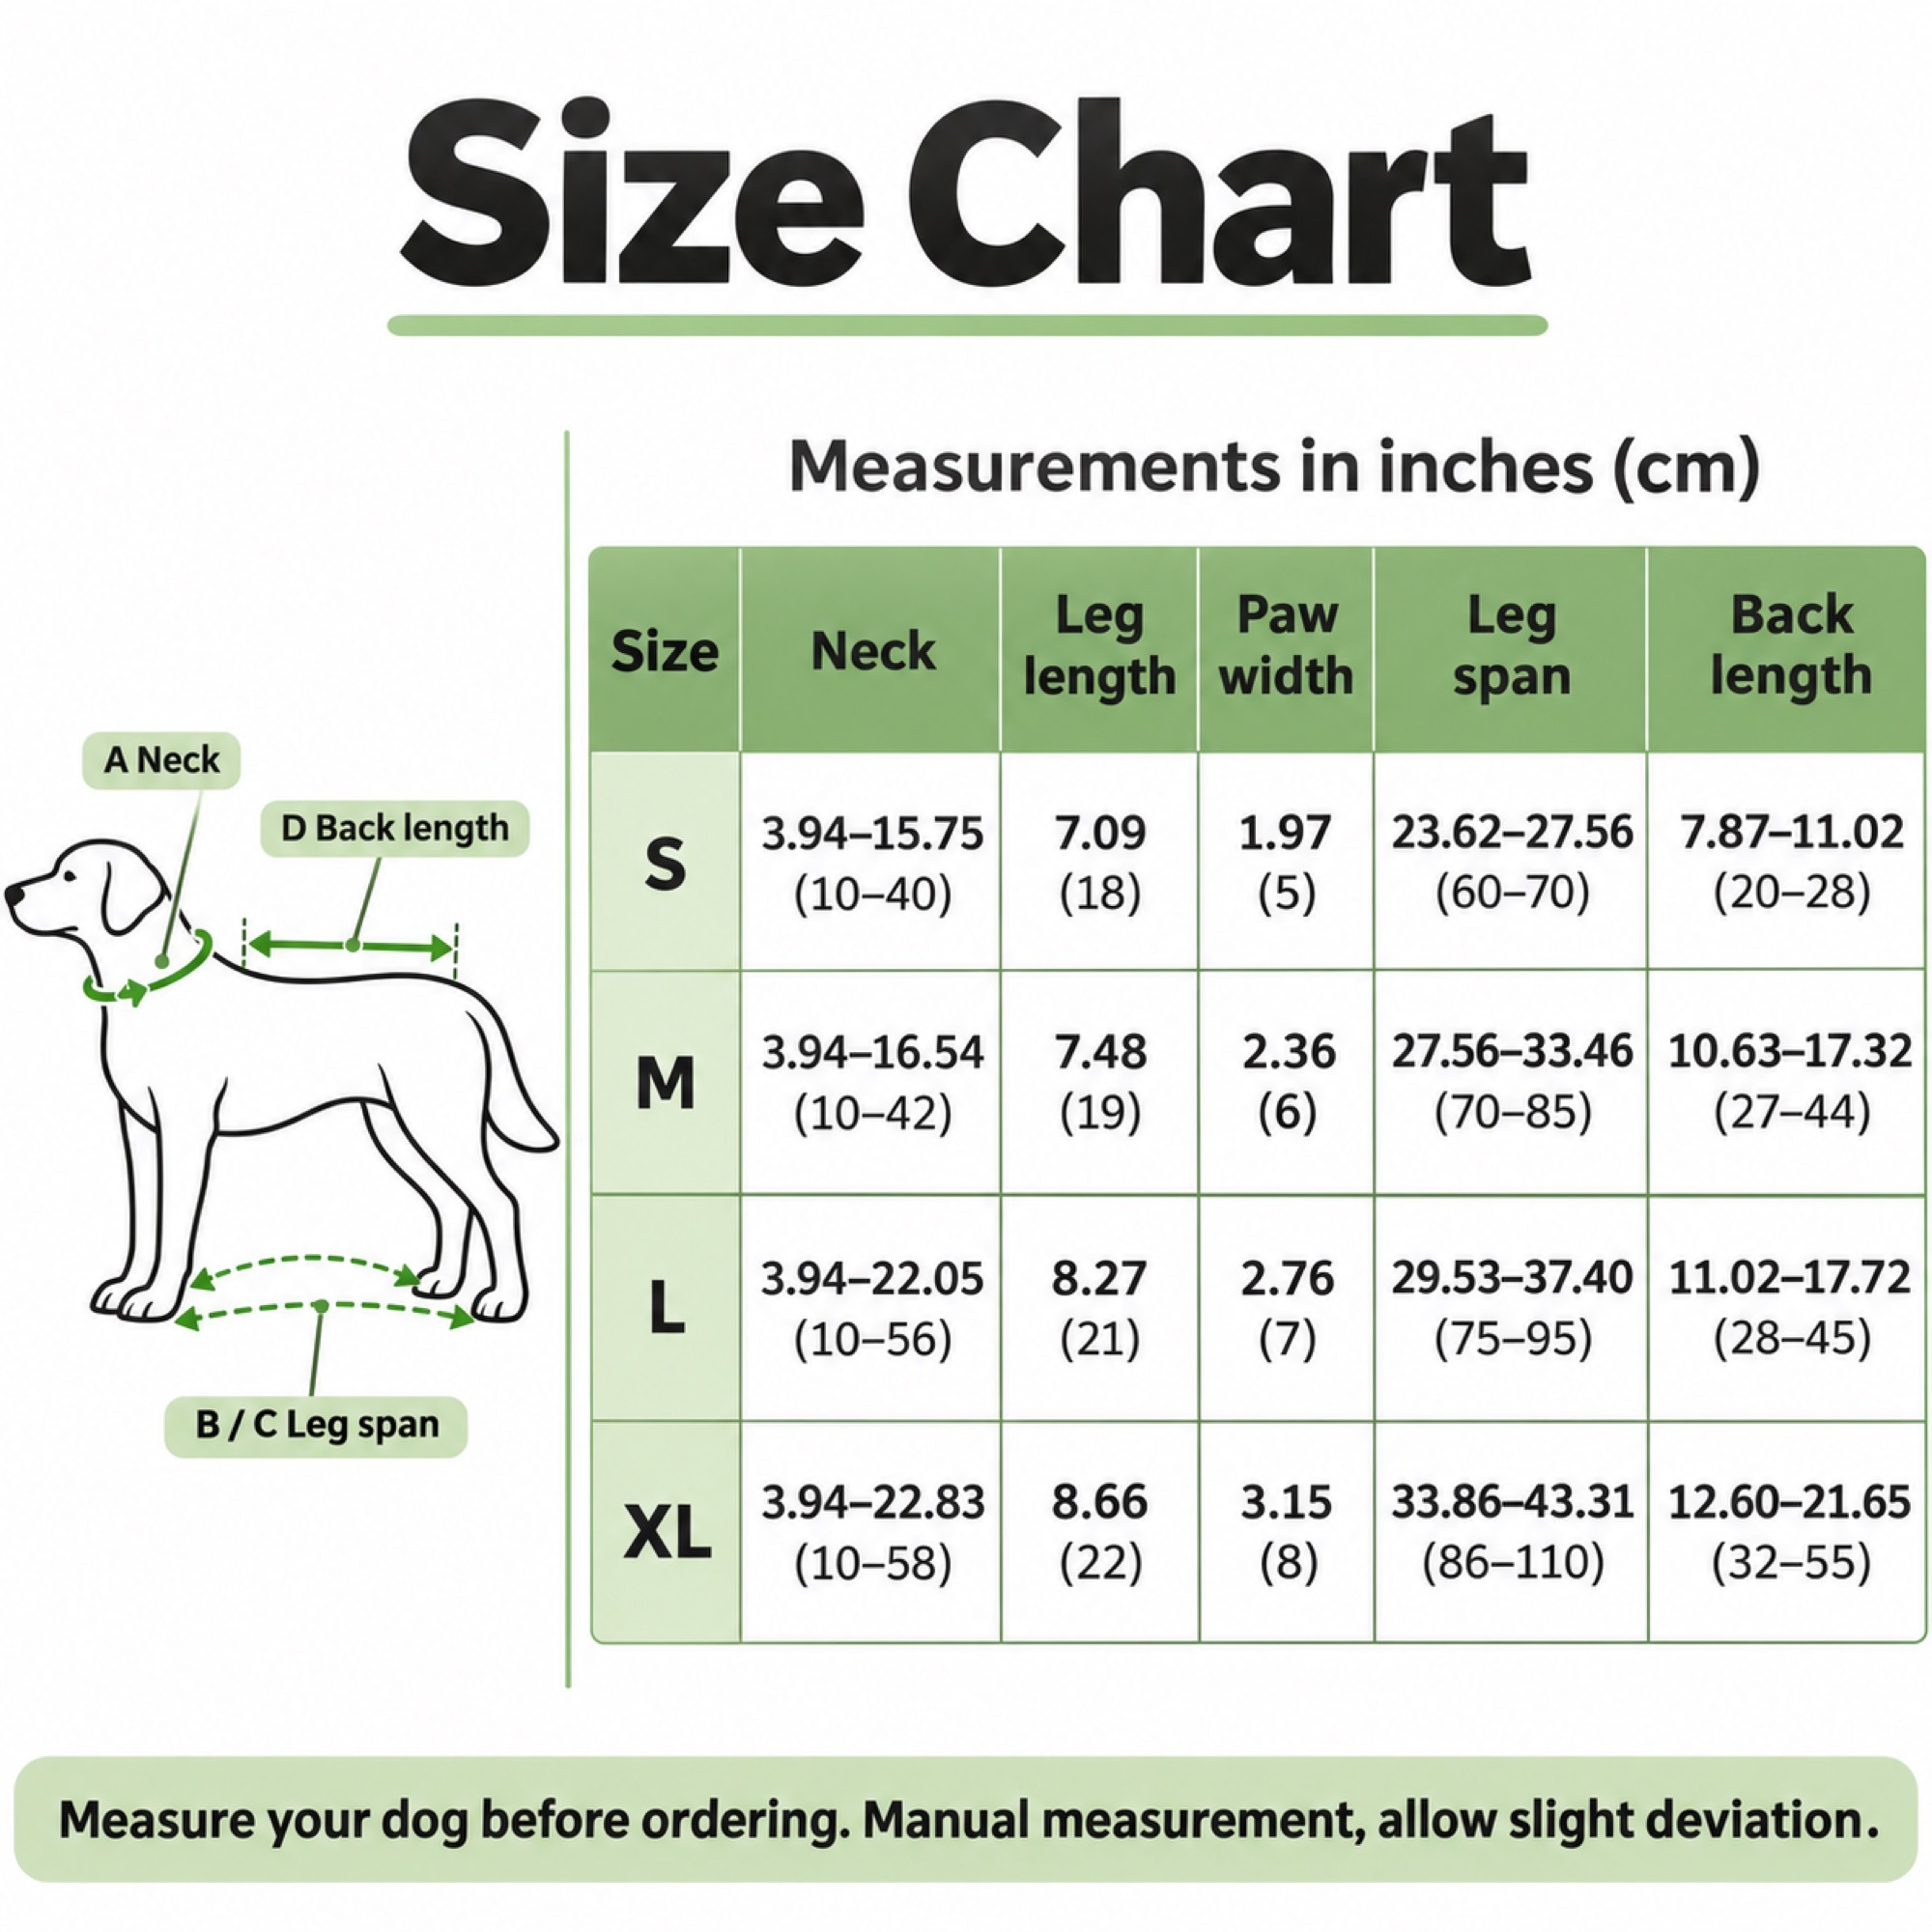 Size Chart
Measurements in inches (cm)
Size Neck Leg length Paw width Leg span Back length
S 3.94–15.75 (10–40) 7.09 (18) 1.97 (5) 23.62–27.56 (60–70) 7.87–11.02 (20–28)
M 3.94–16.54 (10–42) 7.48 (19) 2.36 (6) 27.56–33.46 (70–85) 10.63–17.32 (27–44)
L 3.94–22.05 (10–56) 8.27 (21) 2.76 (7) 29.53–37.40 (75–95) 11.02–17.72 (28–45)
XL 3.94–22.83 (10–58) 8.66 (22) 3.15 (8) 33.86–43.31 (86–110) 12.60–21.65 (32–55)
A Neck
D Back length
B / C Leg span
Measure your dog before ordering. Manual measurement, allow slight deviation.